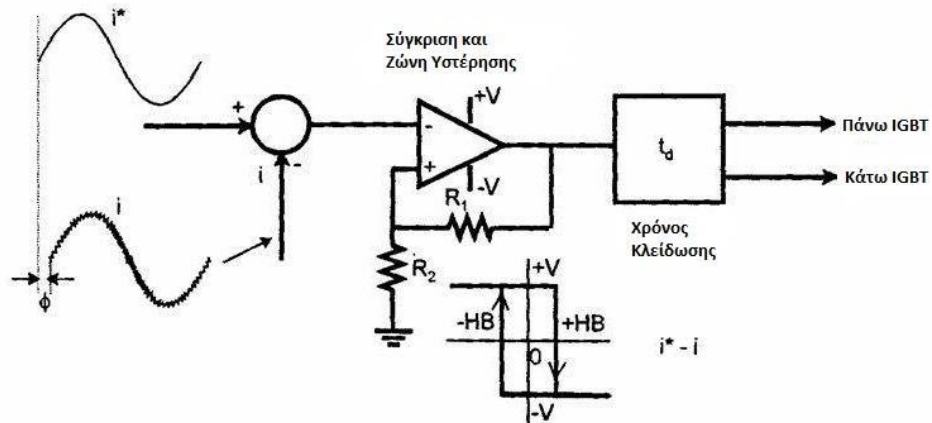 i*
Σύγκριση και
Ζώνη Υστέρησης
+
-
i
-
+
+V
-V
R₁
R₂
t_d
Πάνω IGBT
Κάτω IGBT
Χρόνος
Κλείδωσης
i
ϕ
+V
-HB
+HB
0
-V
i* - i